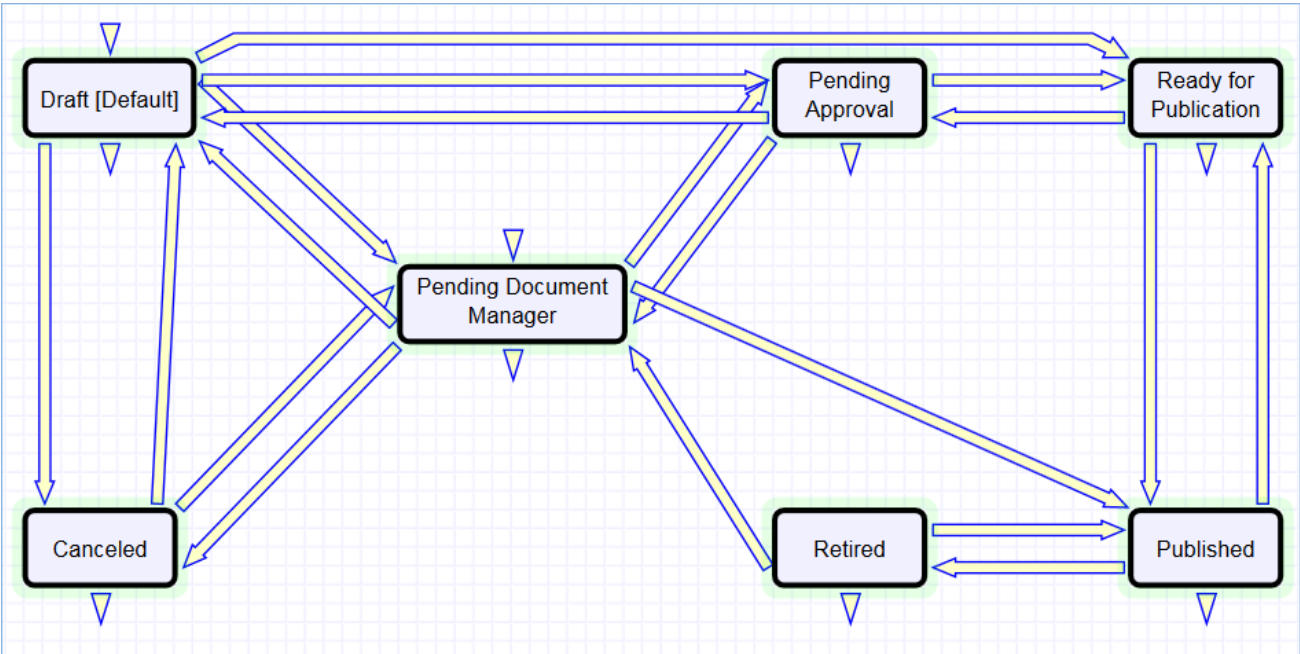 Draft [Default]
Pending
Approval
Ready for
Publication
Pending Document
Manager
Canceled
Retired
Published